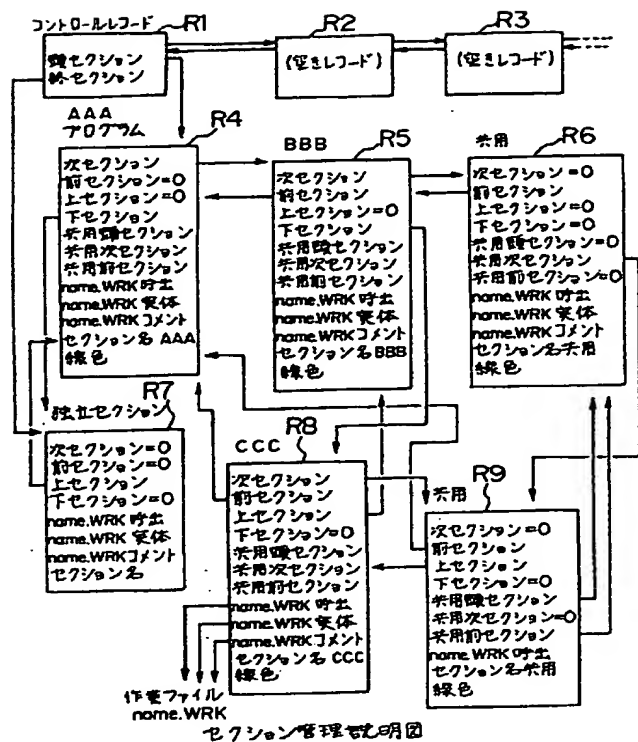 コントロールレコード R1
頭セクション
終セクション
R2
(空きレコード)
R3
(空きレコード)
AAA
プログラム
R4
次セクション
前セクション=0
上セクション=0
下セクション
共用頭セクション
共用次セクション
共用前セクション
name.WRK 呼出
name.WRK 実体
name.WRK コメント
セクション名 AAA
線色
BBB R5
次セクション
前セクション
上セクション=0
下セクション
共用頭セクション
共用次セクション
共用前セクション
name.WRK 呼出
name.WRK 実体
name.WRK コメント
セクション名 BBB
線色
共用 R6
次セクション=0
前セクション
上セクション=0
下セクション=0
共用頭セクション=0
共用次セクション
共用前セクション=0
name.WRK 呼出
name.WRK 実体
name.WRK コメント
セクション名 共用
線色
R7
独立セクション
次セクション=0
前セクション=0
上セクション
下セクション=0
name.WRK 呼出
name.WRK 実体
name.WRK コメント
セクション名
CCC R8
次セクション
前セクション
上セクション
下セクション=0
共用頭セクション
共用次セクション
共用前セクション
name.WRK 呼出
name.WRK 実体
name.WRK コメント
セクション名 CCC
線色
共用 R9
次セクション=0
前セクション
上セクション
下セクション=0
共用頭セクション
共用次セクション=0
共用前セクション
name.WRK 呼出
セクション名 共用
線色
作業ファイル
name.WRK
セクション管理説明図